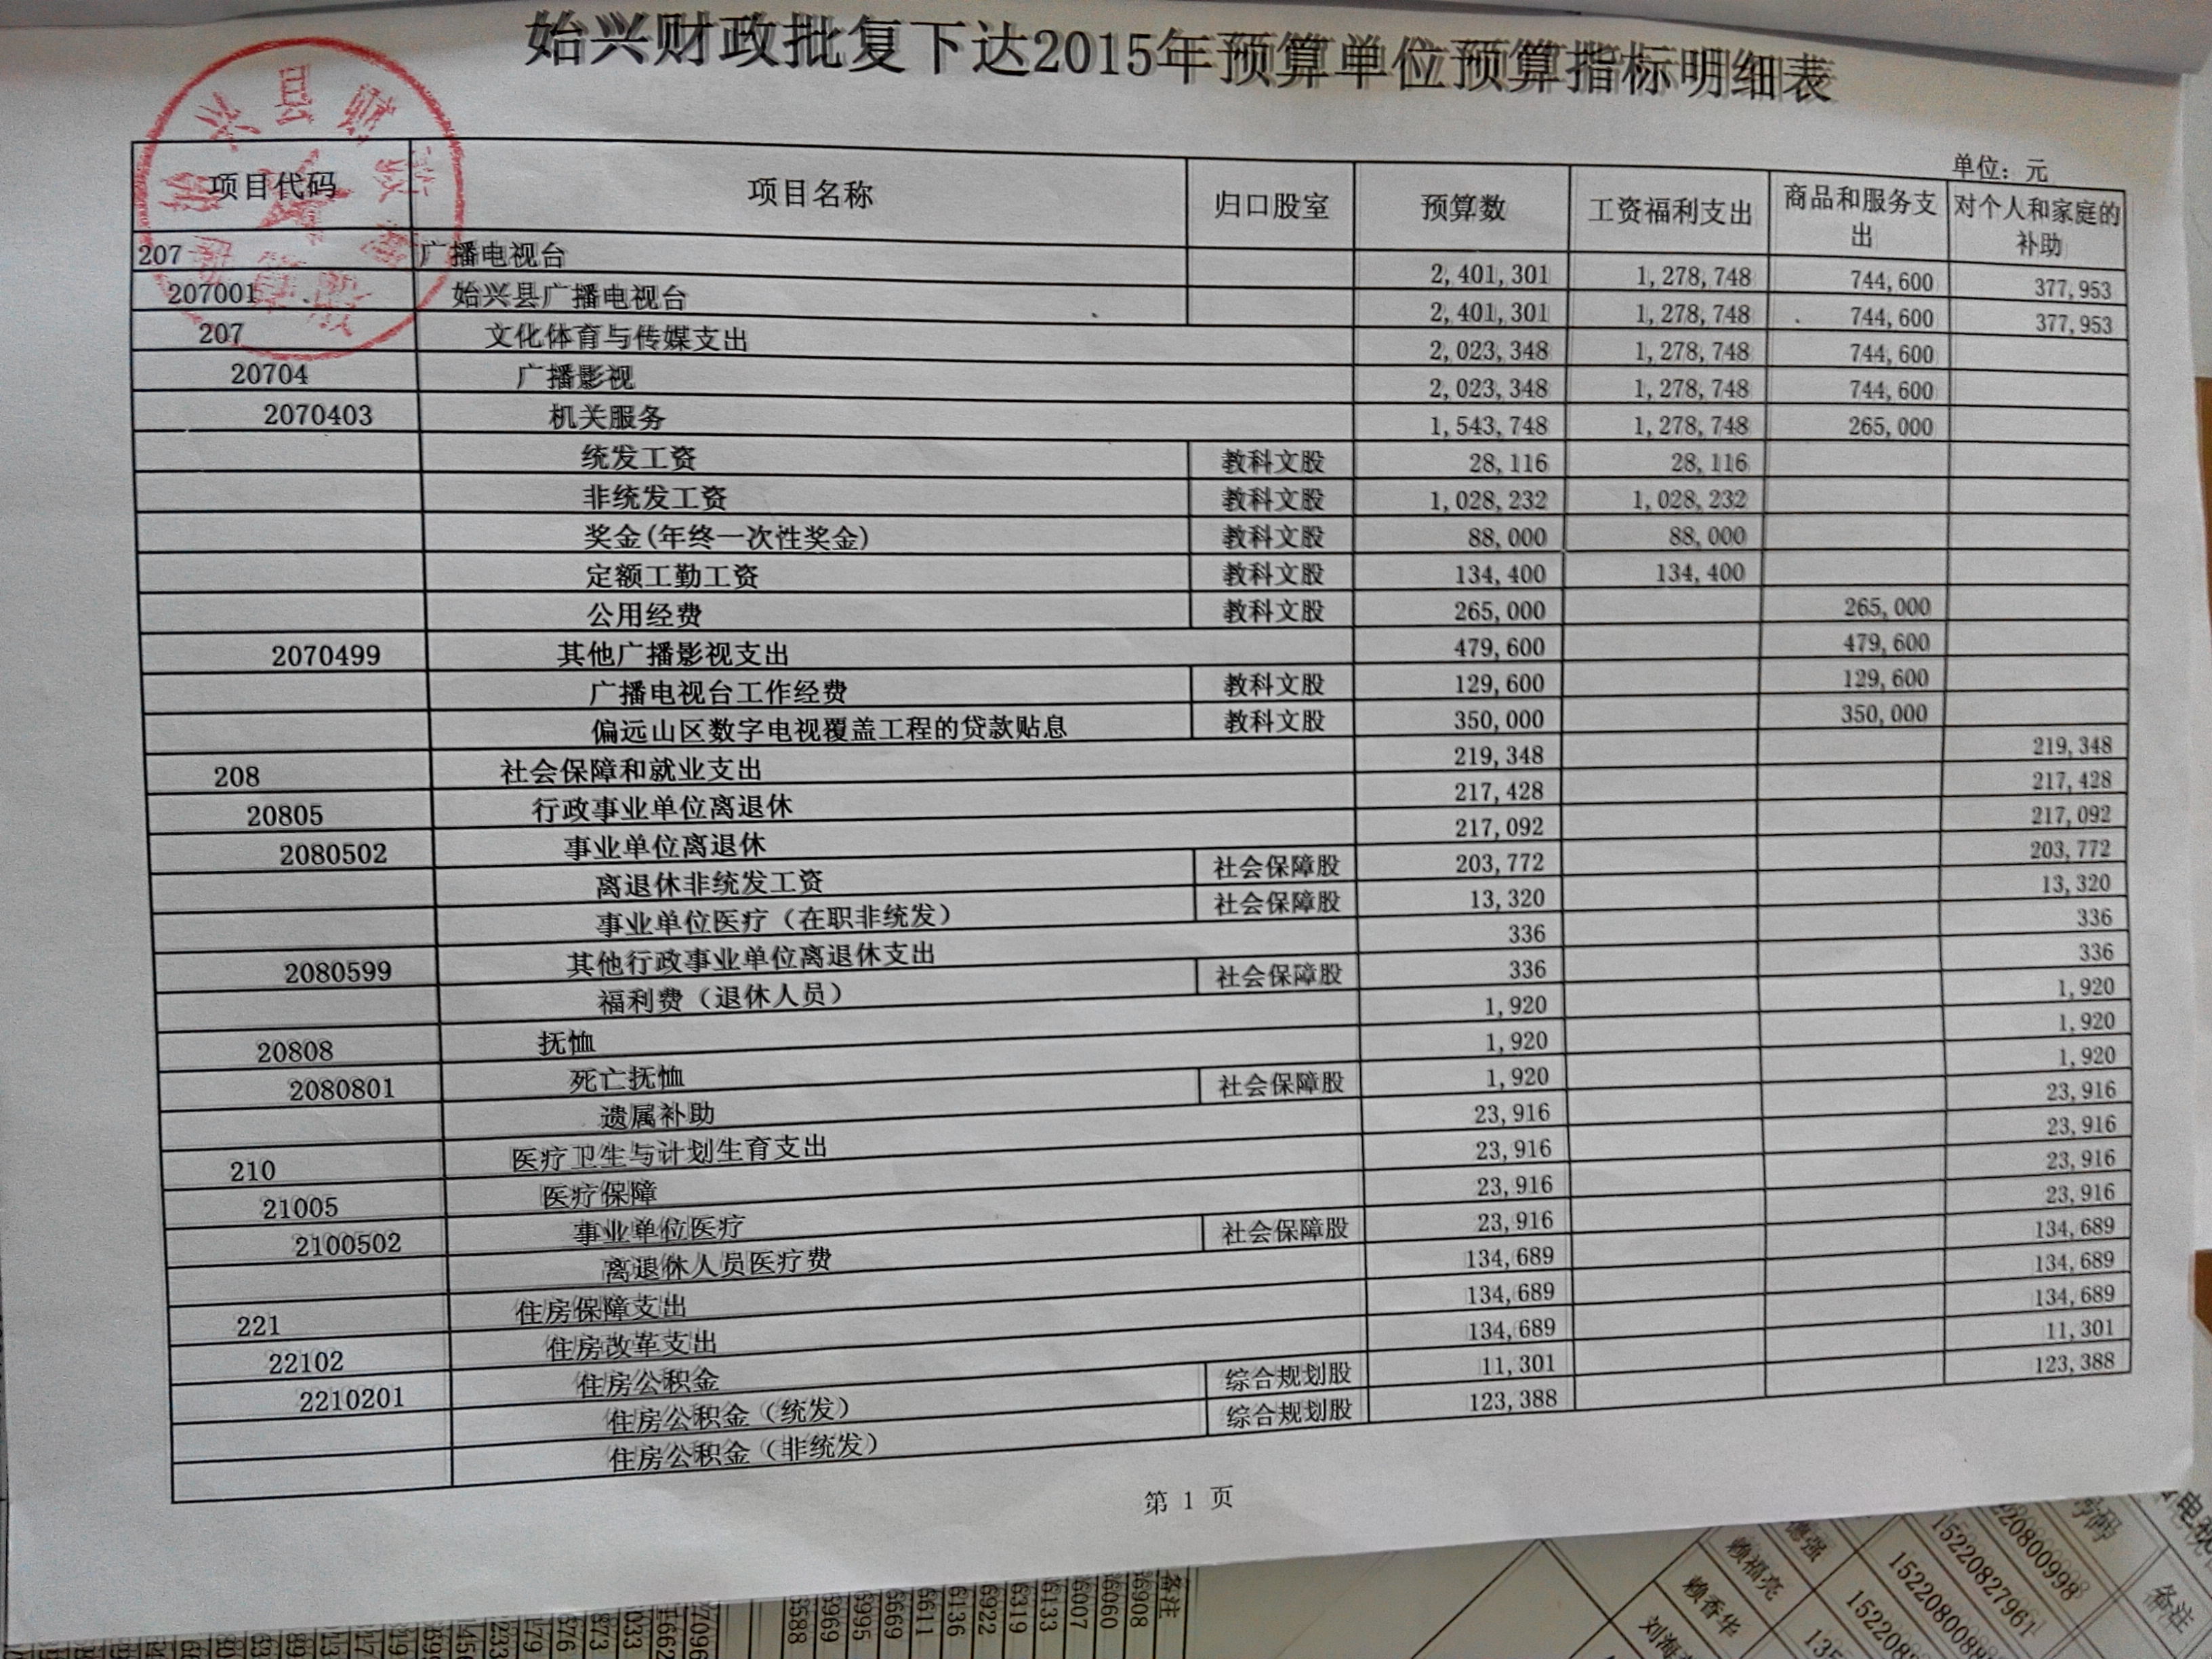 始兴财政批复下达2015年预算单位预算指标明细表
单位：元
项目代码 项目名称 归口股室 预算数 工资福利支出 商品和服务支出 对个人和家庭的补助
207 广播电视台 2,401,301 1,278,748 744,600 377,953
207001 始兴县广播电视台 2,401,301 1,278,748 744,600 377,953
207 文化体育与传媒支出 2,023,348 1,278,748 744,600
20704 广播影视 2,023,348 1,278,748 744,600
2070403 机关服务 1,543,748 1,278,748 265,000
统发工资 教科文股 28,116 28,116
非统发工资 教科文股 1,028,232 1,028,232
奖金(年终一次性奖金) 教科文股 88,000 88,000
定额工勤工资 教科文股 134,400 134,400
公用经费 教科文股 265,000 265,000
2070499 其他广播影视支出 479,600 479,600
广播电视台工作经费 教科文股 129,600 129,600
偏远山区数字电视覆盖工程的贷款贴息 教科文股 350,000 350,000
208 社会保障和就业支出 219,348 219,348
20805 行政事业单位离退休 217,428 217,428
2080502 事业单位离退休 217,092 217,092
离退休非统发工资 社会保障股 203,772 203,772
事业单位医疗（在职非统发） 社会保障股 13,320 13,320
2080599 其他行政事业单位离退休支出 336 336
福利费（退休人员） 社会保障股 336 336
20808 抚恤 1,920 1,920
2080801 死亡抚恤 1,920 1,920
遗属补助 社会保障股 1,920 1,920
210 医疗卫生与计划生育支出 23,916 23,916
21005 医疗保障 23,916 23,916
2100502 事业单位医疗 23,916 23,916
离退休人员医疗费 社会保障股 23,916 23,916
221 住房保障支出 134,689 134,689
22102 住房改革支出 134,689 134,689
2210201 住房公积金 134,689 134,689
住房公积金（统发） 综合规划股 11,301 11,301
住房公积金（非统发） 综合规划股 123,388 123,388
第 1 页
备注
6908
6060
6007
6133
6319
6922
6136
6611
6669
6995
6969
3588
赖福亮
赖香华
15220827961
备注